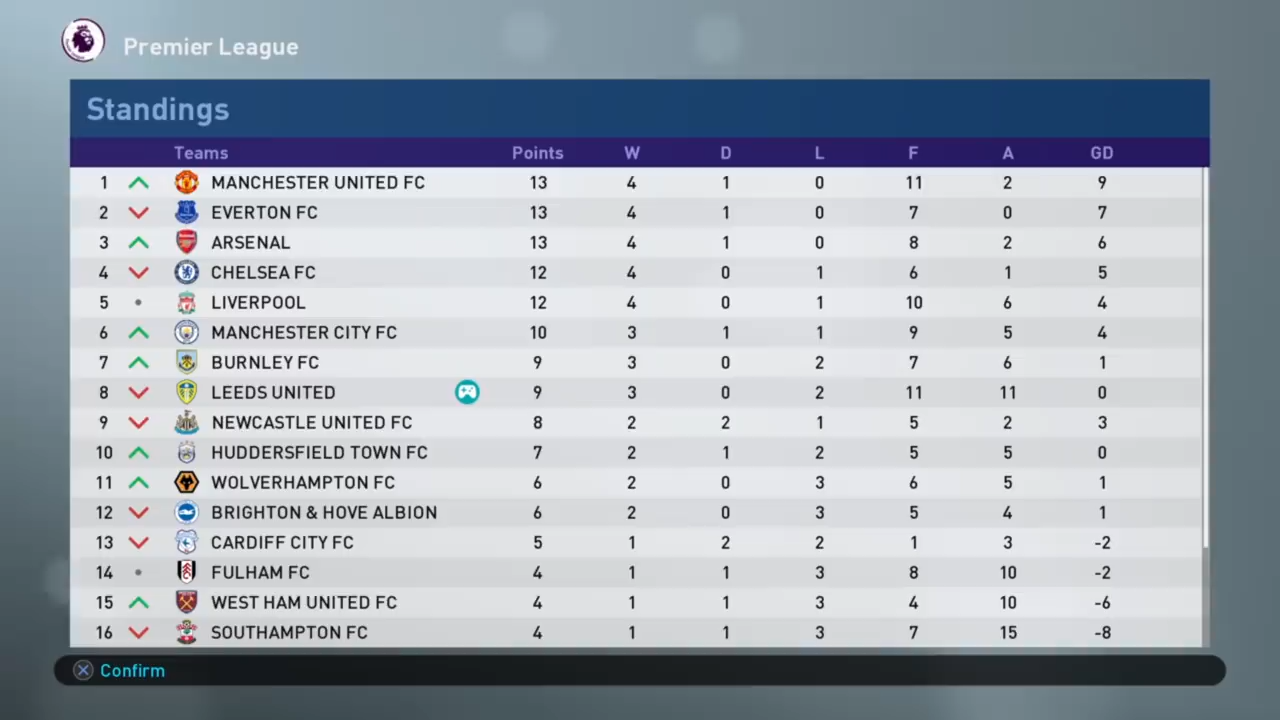 Premier League
Standings
Teams Points W D L F A GD
1 MANCHESTER UNITED FC 13 4 1 0 11 2 9
2 EVERTON FC 13 4 1 0 7 0 7
3 ARSENAL 13 4 1 0 8 2 6
4 CHELSEA FC 12 4 0 1 6 1 5
5 LIVERPOOL 12 4 0 1 10 6 4
6 MANCHESTER CITY FC 10 3 1 1 9 5 4
7 BURNLEY FC 9 3 0 2 7 6 1
8 LEEDS UNITED 9 3 0 2 11 11 0
9 NEWCASTLE UNITED FC 8 2 2 1 5 2 3
10 HUDDERSFIELD TOWN FC 7 2 1 2 5 5 0
11 WOLVERHAMPTON FC 6 2 0 3 6 5 1
12 BRIGHTON & HOVE ALBION 6 2 0 3 5 4 1
13 CARDIFF CITY FC 5 1 2 2 1 3 -2
14 FULHAM FC 4 1 1 3 8 10 -2
15 WEST HAM UNITED FC 4 1 1 3 4 10 -6
16 SOUTHAMPTON FC 4 1 1 3 7 15 -8
Confirm